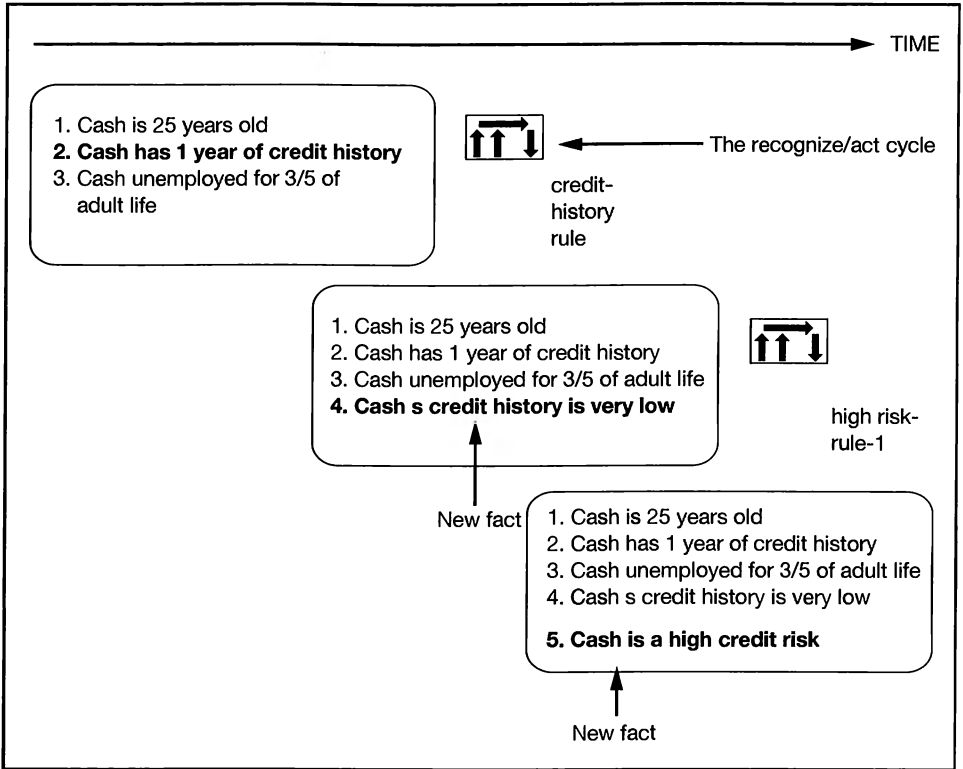 TIME
1. Cash is 25 years old
2. Cash has 1 year of credit history
3. Cash unemployed for 3/5 of
adult life
The recognize/act cycle
credit-
history
rule
1. Cash is 25 years old
2. Cash has 1 year of credit history
3. Cash unemployed for 3/5 of adult life
4. Cash s credit history is very low
high risk-
rule-1
New fact
1. Cash is 25 years old
2. Cash has 1 year of credit history
3. Cash unemployed for 3/5 of adult life
4. Cash s credit history is very low
5. Cash is a high credit risk
New fact